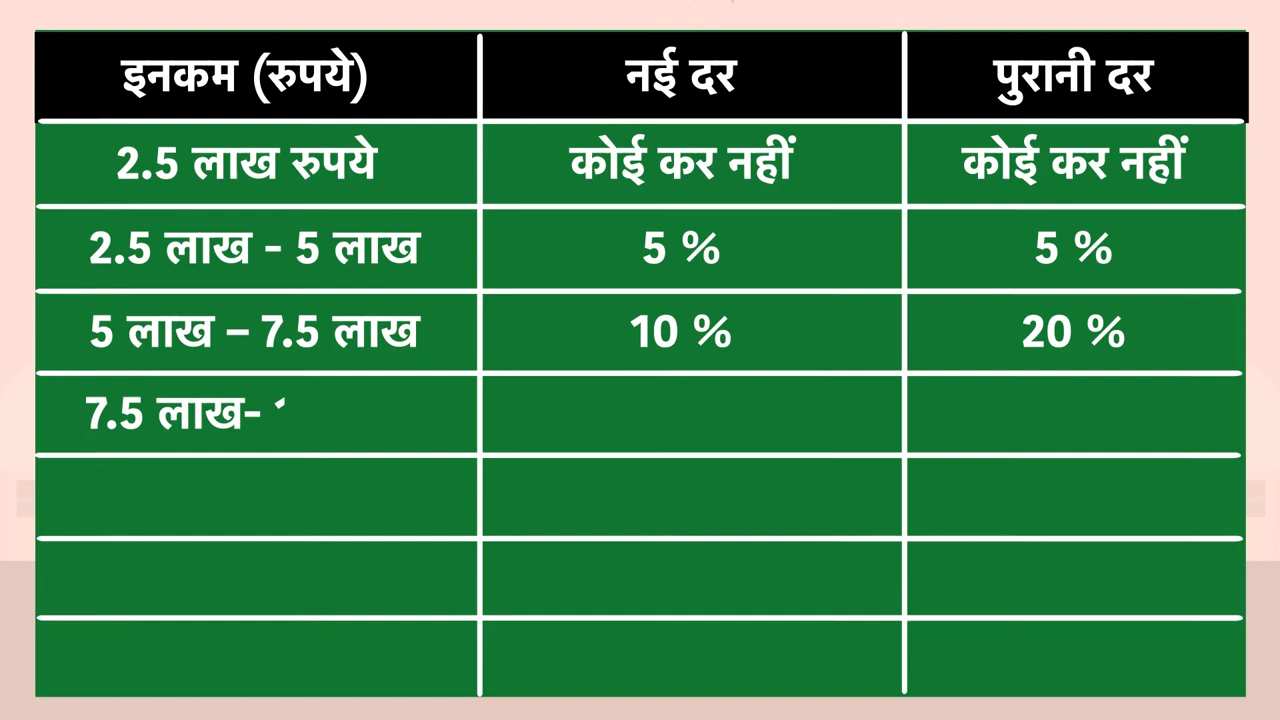 इनकम (रुपये) नई दर पुरानी दर
2.5 लाख रुपये कोई कर नहीं कोई कर नहीं
2.5 लाख - 5 लाख 5 % 5 %
5 लाख – 7.5 लाख 10 % 20 %
7.5 लाख-